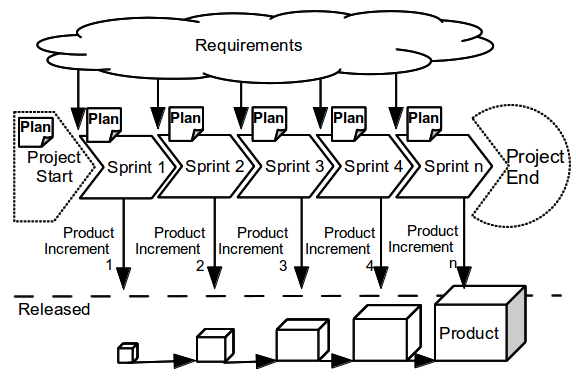 Requirements
Plan
Plan
Plan
Plan
Plan
Plan
Project
Start
Sprint 1
Sprint 2
Sprint 3
Sprint 4
Sprint n
Project
End
Product
Increment
1
Product
Increment
2
Product
Increment
3
Product
Increment
4
Product
Increment
n
Released
Product